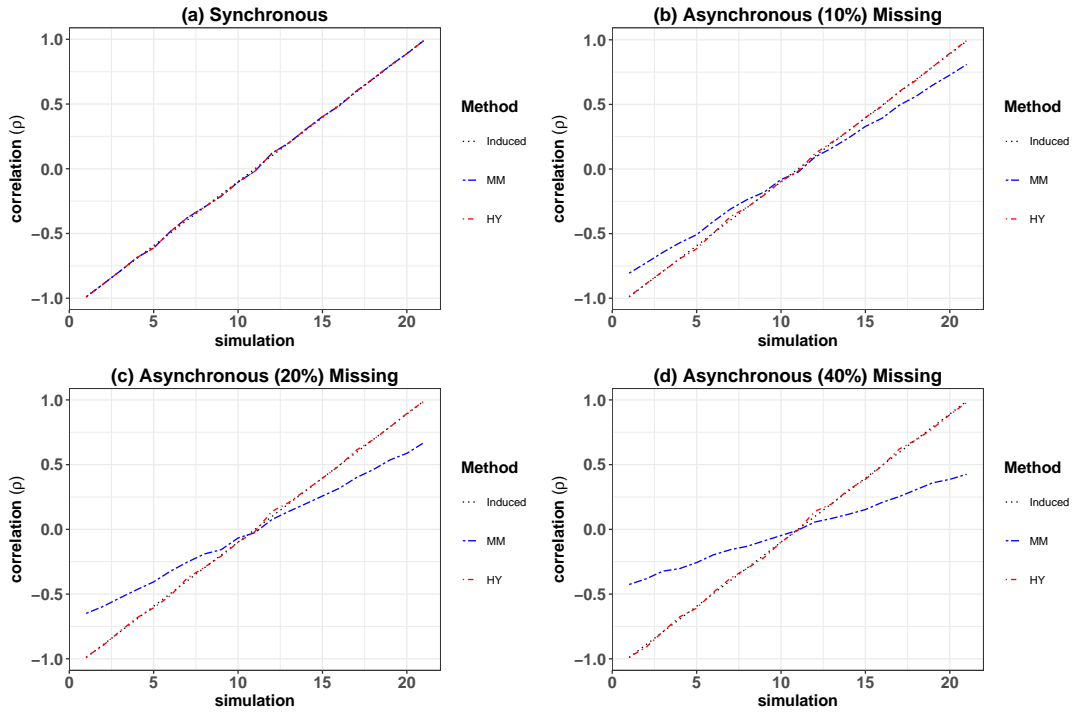 (a) Synchronous
1.0
0.5
0.0
−0.5
−1.0
correlation (ρ)
0 5 10 15 20
simulation
Method
Induced
MM
HY
(b) Asynchronous (10%) Missing
1.0
0.5
0.0
−0.5
−1.0
correlation (ρ)
0 5 10 15 20
simulation
Method
Induced
MM
HY
(c) Asynchronous (20%) Missing
1.0
0.5
0.0
−0.5
−1.0
correlation (ρ)
0 5 10 15 20
simulation
Method
Induced
MM
HY
(d) Asynchronous (40%) Missing
1.0
0.5
0.0
−0.5
−1.0
correlation (ρ)
0 5 10 15 20
simulation
Method
Induced
MM
HY